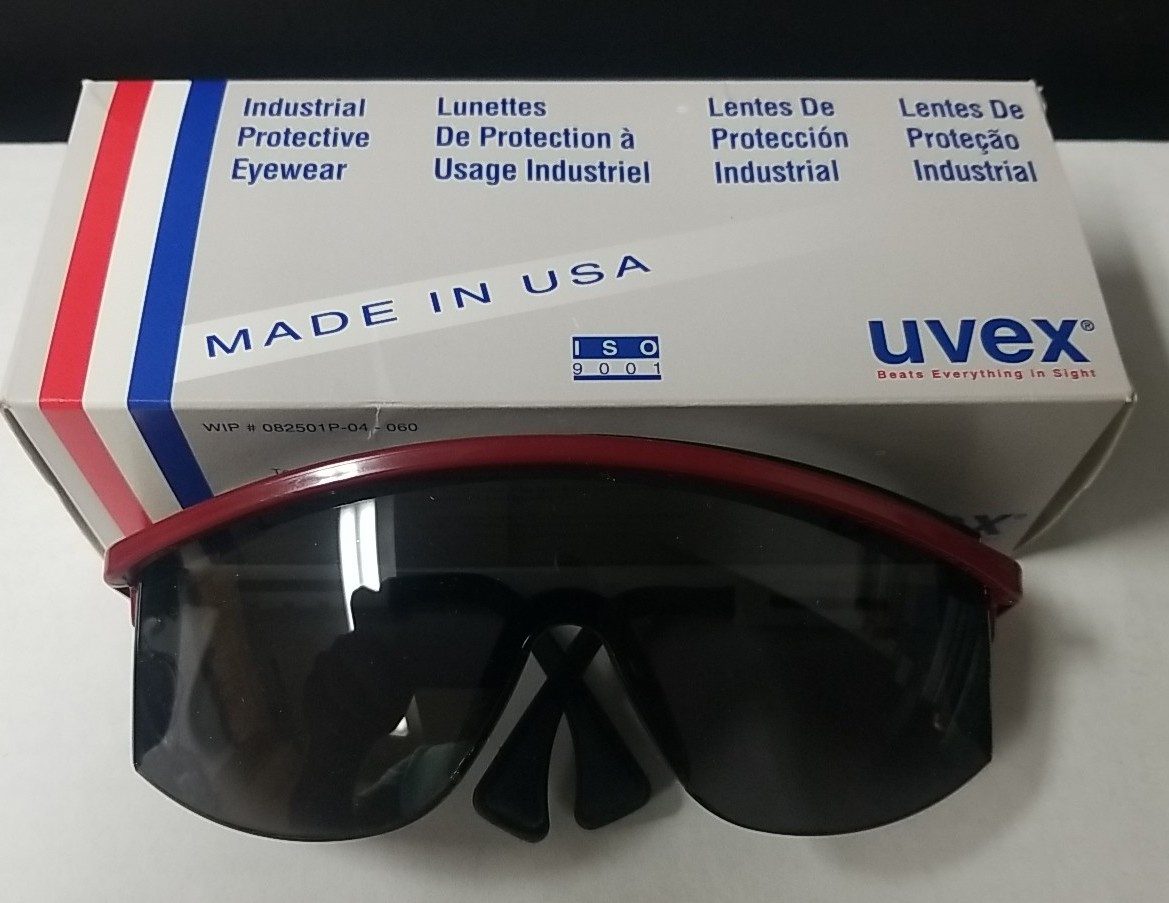 Industrial
Protective
Eyewear
Lunettes
De Protection à
Usage Industriel
Lentes De
Protección
Industrial
Lentes De
Proteção
Industrial
MADE IN USA
ISO
9001
uvex®
Beats Everything in Sight
WIP # 082501P-04 - 060